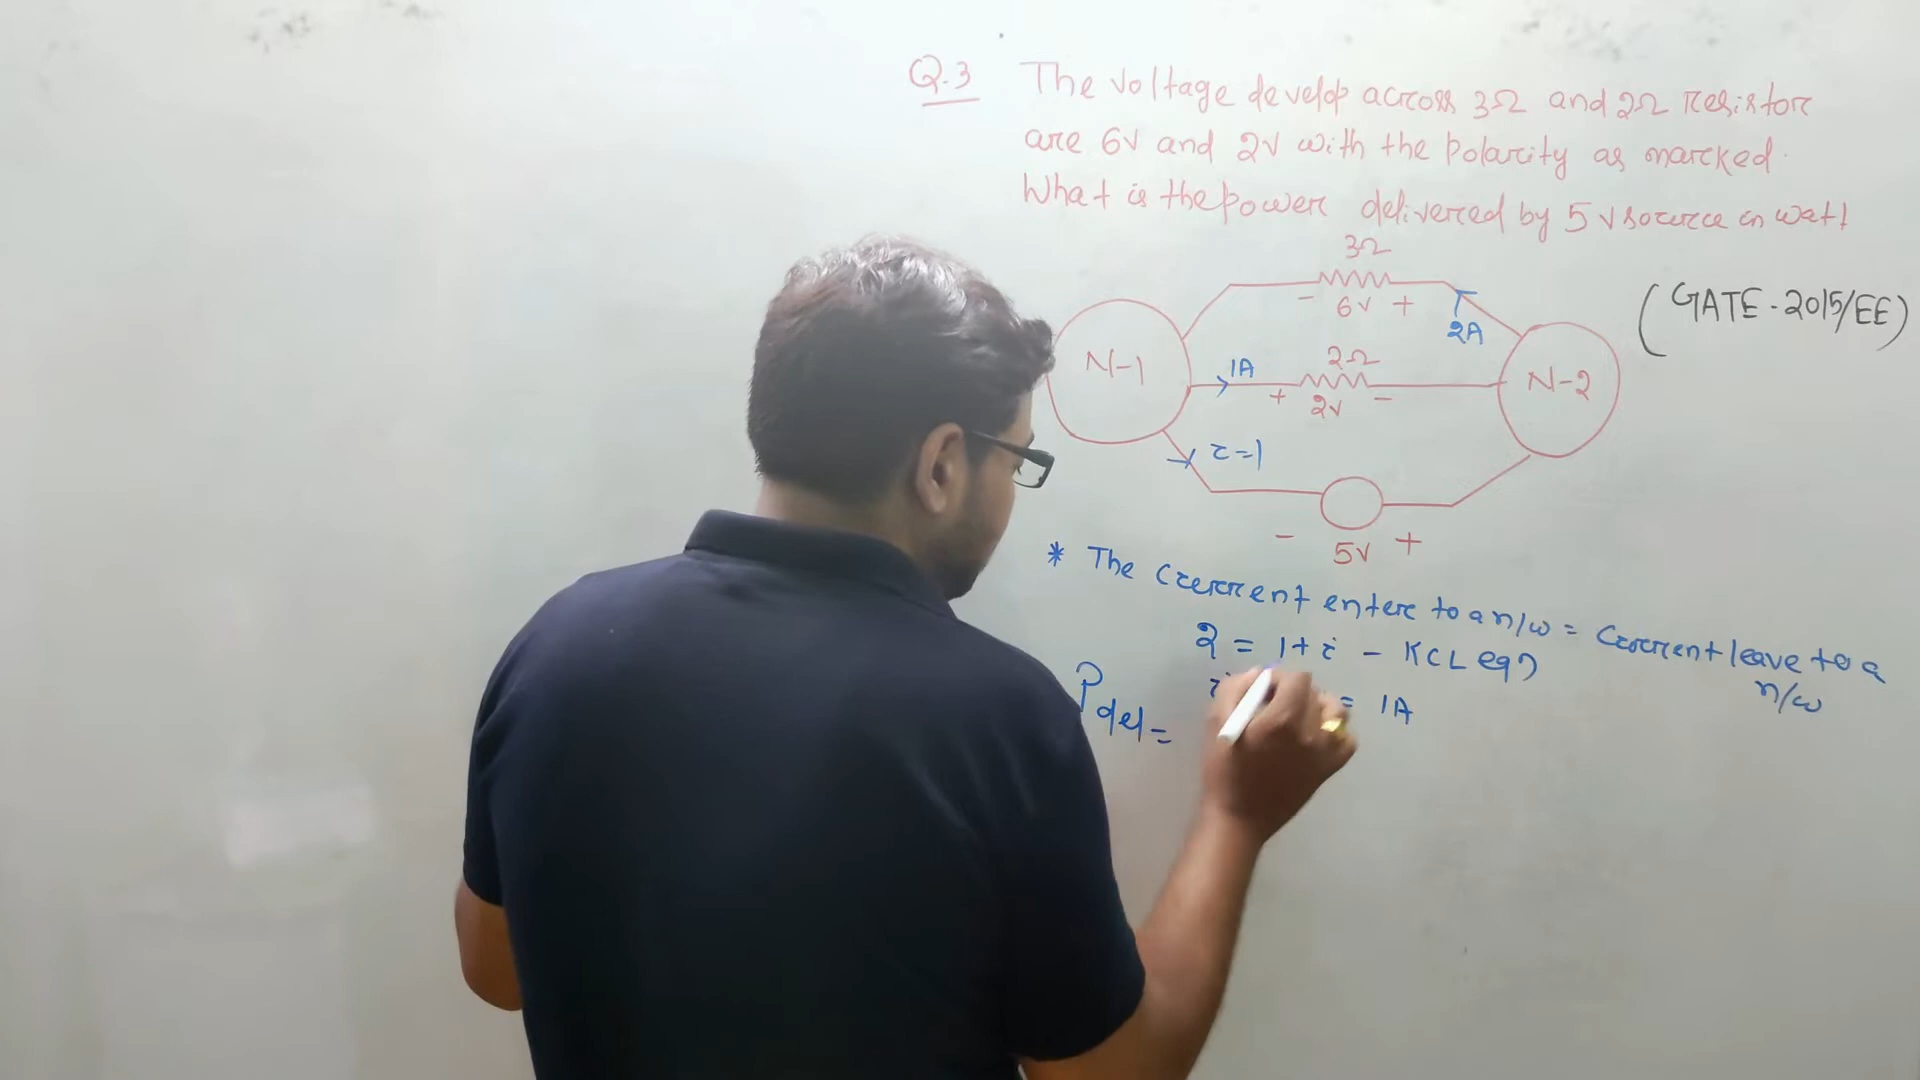 Q.3 The voltage develop across 3Ω and 2Ω resistor
are 6V and 2V with the polarity as marked.
What is the power delivered by 5V source in watt
3Ω
- 6V +
(GATE-2015/EE)
2A
N-1
1A
2Ω
+ 2V -
N-2
i=1
- 5V +
* The current enter to a n/w = Current leave to a
n/w
2 = 1+i - KCL eqn
= 1A
Pdel =